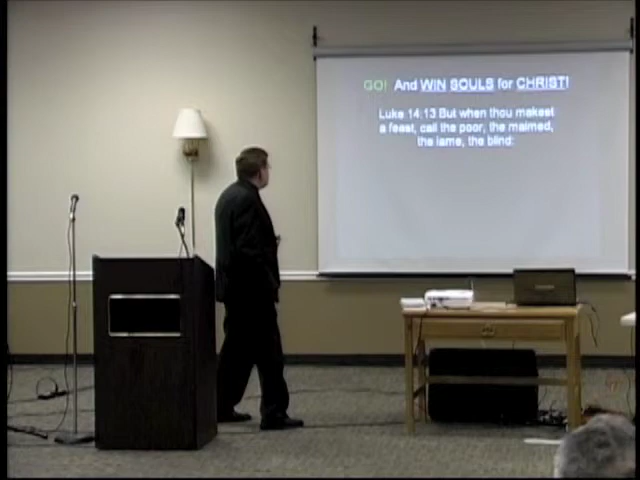 GO! And WIN SOULS for CHRIST!
Luke 14:13 But when thou makest
a feast, call the poor, the maimed,
the lame, the blind: